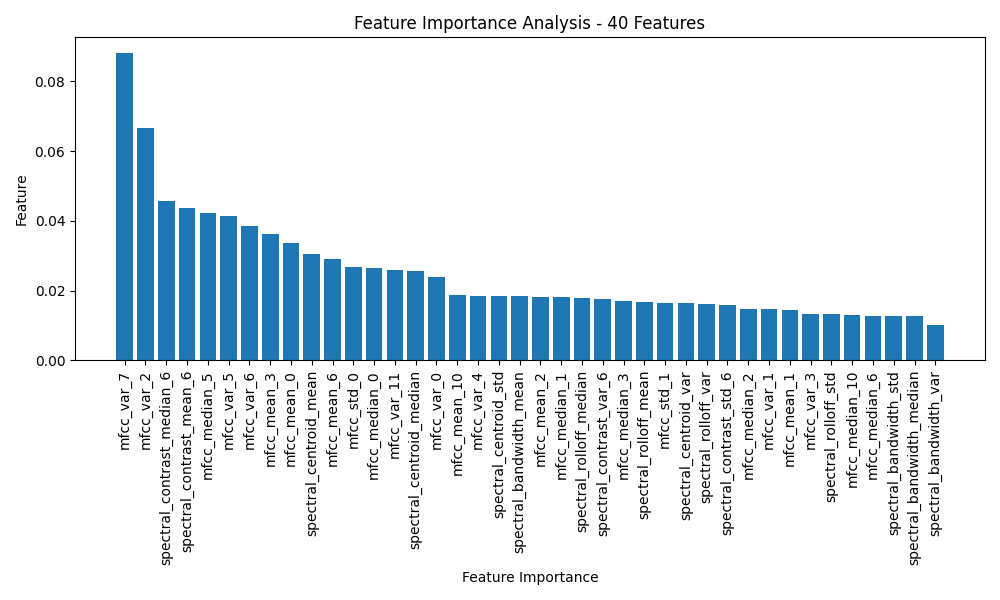 Feature Importance Analysis - 40 Features
Feature
0.08
0.06
0.04
0.02
0.00
mfcc_var_7
mfcc_var_2
spectral_contrast_median_6
spectral_contrast_mean_6
mfcc_median_5
mfcc_var_5
mfcc_var_6
mfcc_mean_3
mfcc_mean_0
spectral_centroid_mean
mfcc_mean_6
mfcc_std_0
mfcc_median_0
mfcc_var_11
spectral_centroid_median
mfcc_var_0
mfcc_mean_10
mfcc_var_4
spectral_centroid_std
spectral_bandwidth_mean
mfcc_mean_2
mfcc_median_1
spectral_rolloff_median
spectral_contrast_var_6
mfcc_median_3
spectral_rolloff_mean
mfcc_std_1
spectral_centroid_var
spectral_rolloff_var
spectral_contrast_std_6
mfcc_median_2
mfcc_var_1
mfcc_mean_1
mfcc_var_3
spectral_rolloff_std
mfcc_median_10
mfcc_median_6
spectral_bandwidth_std
spectral_bandwidth_median
spectral_bandwidth_var
Feature Importance